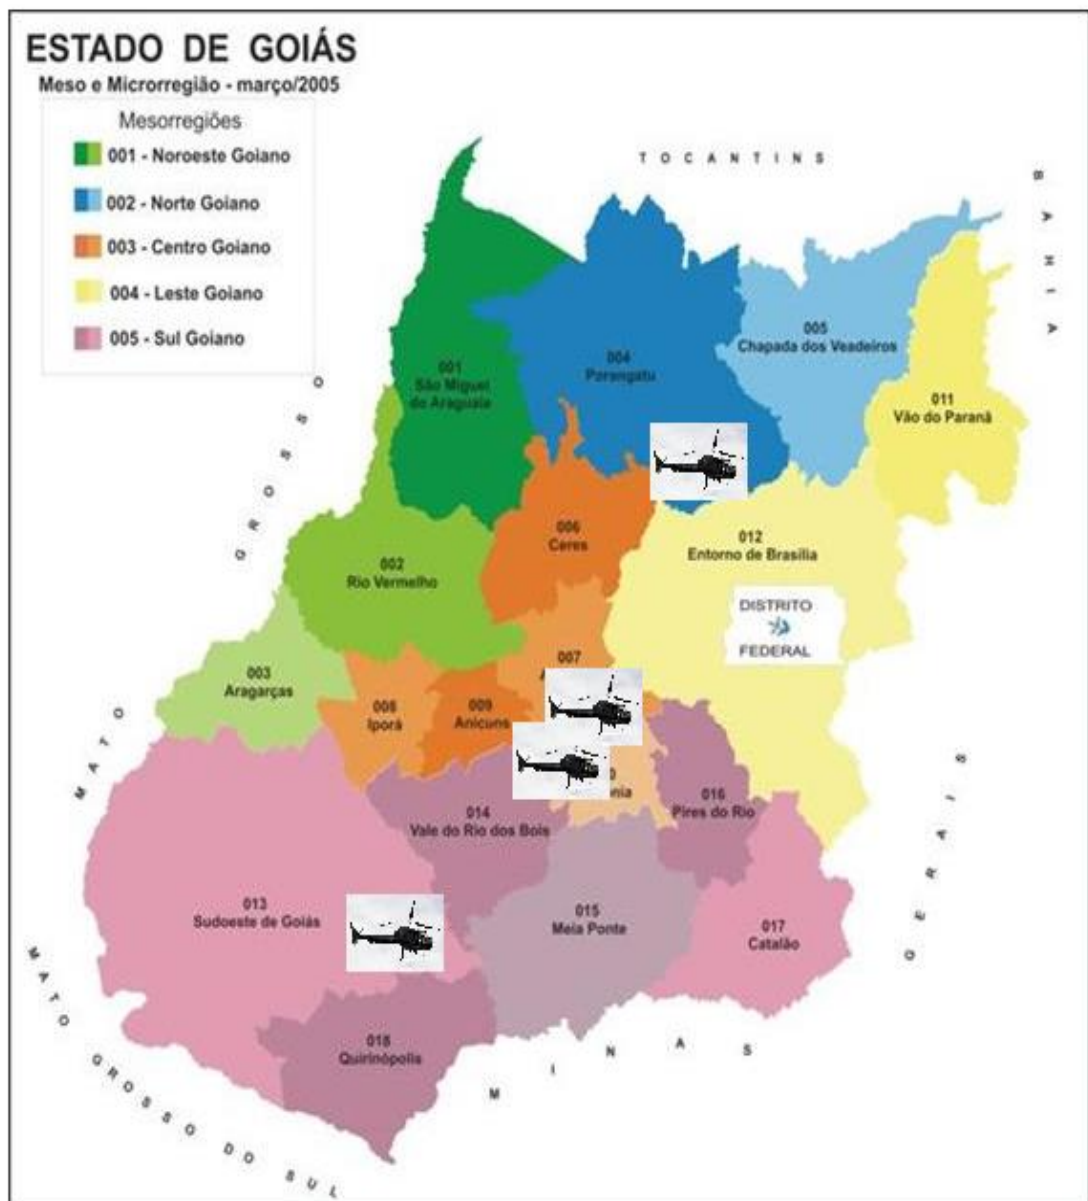 ESTADO DE GOIÁS
Meso e Microrregião - março/2005
Mesorregiões
001 - Noroeste Goiano
002 - Norte Goiano
003 - Centro Goiano
004 - Leste Goiano
005 - Sul Goiano
TOCANTINS
BAHIA
MATO GROSSO
MATO GROSSO DO SUL
MINAS GERAIS
001
São Miguel
do Araguaia
004
Porangatu
005
Chapada dos Veadeiros
011
Vão do Paranã
006
Ceres
012
Entorno de Brasília
002
Rio Vermelho
DISTRITO
FEDERAL
003
Aragarças
007
008
Iporá
009
Anicuns
014
Vale do Rio dos Bois
016
Pires do Rio
013
Sudoeste de Goiás
015
Meia Ponte
017
Catalão
018
Quirinópolis